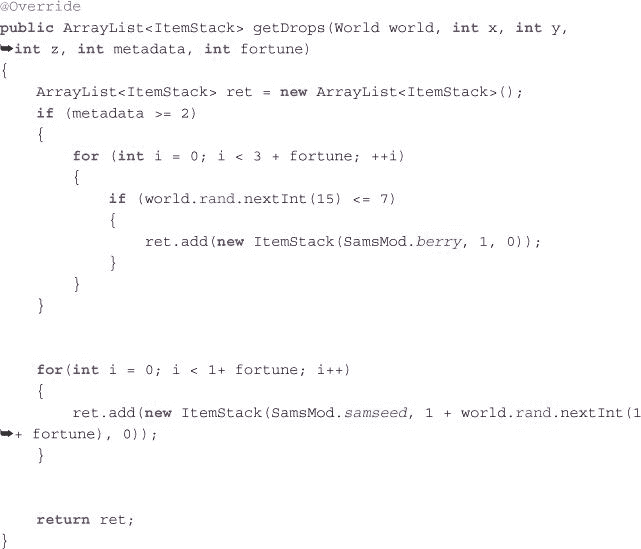 @Override
public ArrayList<ItemStack> getDrops(World world, int x, int y,
➥int z, int metadata, int fortune)
{
    ArrayList<ItemStack> ret = new ArrayList<ItemStack>();
    if (metadata >= 2)
    {
        for (int i = 0; i < 3 + fortune; ++i)
        {
            if (world.rand.nextInt(15) <= 7)
            {
                ret.add(new ItemStack(SamsMod.berry, 1, 0));
            }
        }
    }
    for(int i = 0; i < 1+ fortune; i++)
    {
        ret.add(new ItemStack(SamsMod.samseed, 1 + world.rand.nextInt(1
➥+ fortune), 0));
    }
    return ret;
}